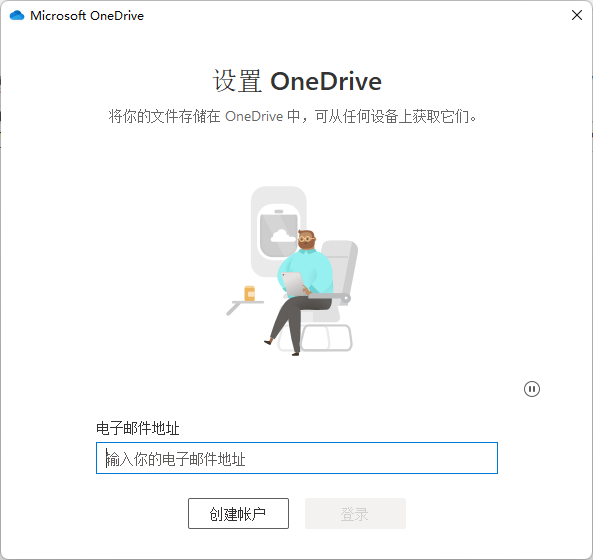 Microsoft OneDrive
设置 OneDrive
将你的文件存储在 OneDrive 中，可从任何设备上获取它们。
电子邮件地址
输入你的电子邮件地址
创建帐户
登录